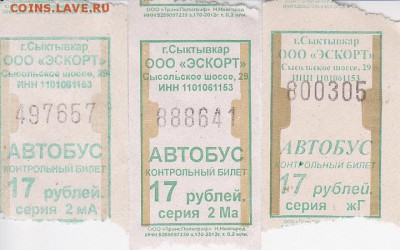 coins.лаve.ru
г.Сыктывкар
ООО «ЭСКОРТ»
Сысольское шоссе, 29
ИНН 1101061153
497657
АВТОБУС
КОНТРОЛЬНЫЙ БИЛЕТ
17 рублей.
серия 2 мА
г.Сыктывкар
ООО «ЭСКОРТ»
Сысольское шоссе, 29
ИНН 1101061153
888641
АВТОБУС
КОНТРОЛЬНЫЙ БИЛЕТ
17 рублей.
серия 2 Ма
г.Сыктывкар
ООО «ЭСКОРТ»
Сысольское шоссе, 29
ИНН 1101061153
800305
АВТОБУС
КОНТРОЛЬНЫЙ БИЛЕТ
17 рублей.
серия жГ